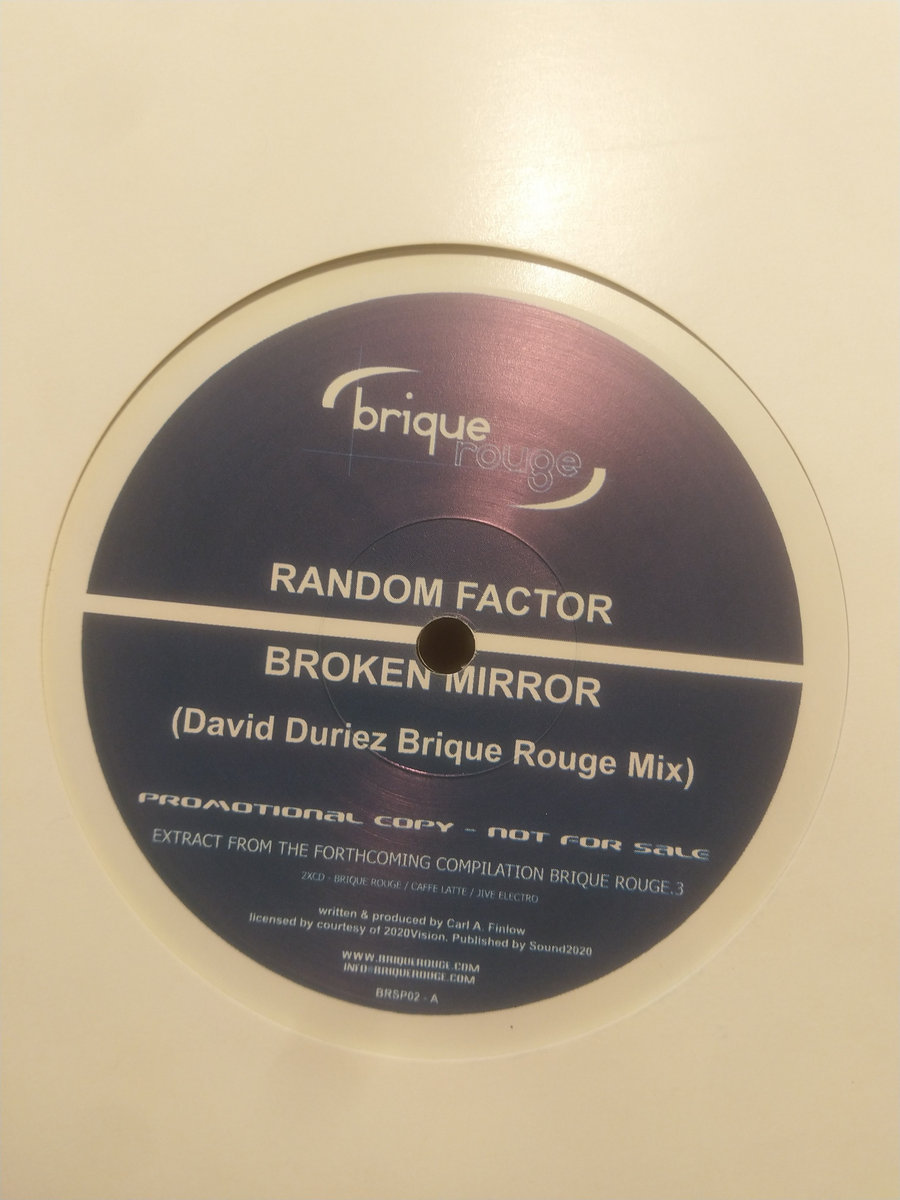 brique
rouge
RANDOM FACTOR
BROKEN MIRROR
(David Duriez Brique Rouge Mix)
PROMOTIONAL COPY - NOT FOR SALE
EXTRACT FROM THE FORTHCOMING COMPILATION BRIQUE ROUGE.3
2XCD - BRIQUE ROUGE / CAFFE LATTE / JIVE ELECTRO
written & produced by Carl A. Finlow
licensed by courtesy of 2020Vision. Published by Sound2020
WWW.BRIQUEROUGE.COM
INFO@BRIQUEROUGE.COM
BRSP02 - A